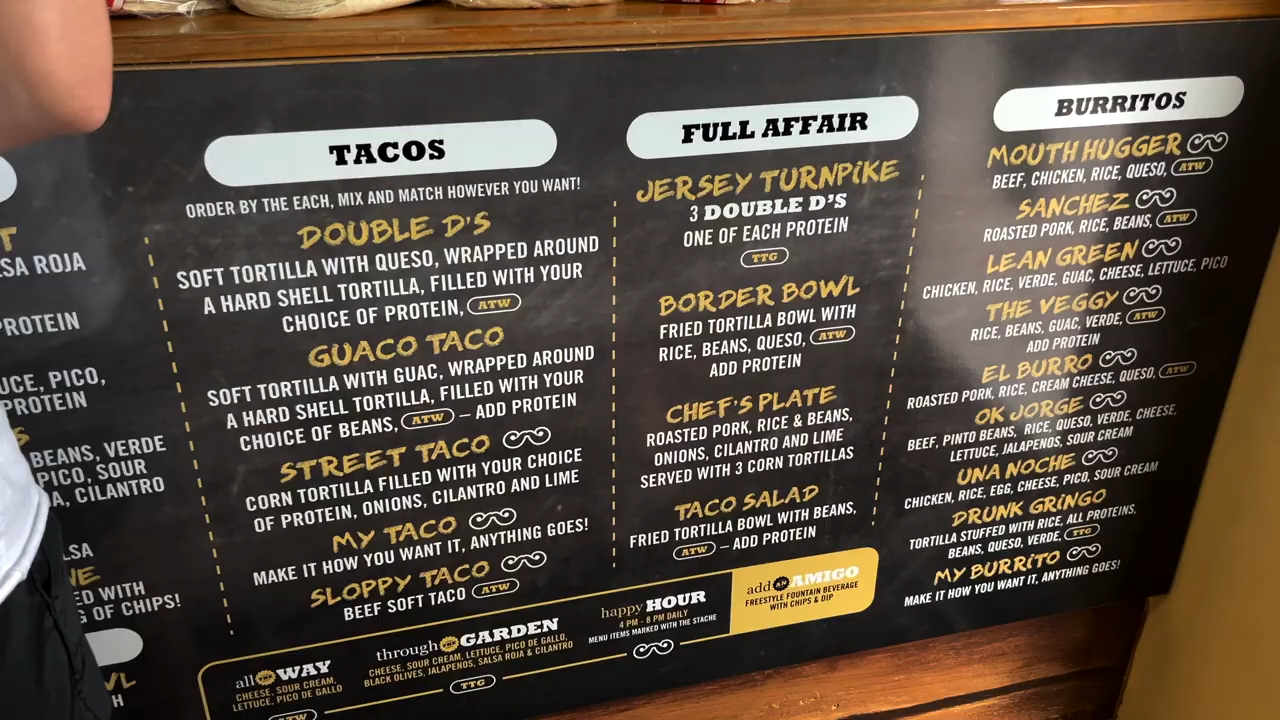 T
SA ROJA
PROTEIN
UCE, PICO,
PROTEIN
S
BEANS, VERDE
PICO, SOUR
A, CILANTRO
LSA
NE
ED WITH
G OF CHIPS!
WL
H
TACOS
ORDER BY THE EACH, MIX AND MATCH HOWEVER YOU WANT!
DOUBLE D'S
SOFT TORTILLA WITH QUESO, WRAPPED AROUND
A HARD SHELL TORTILLA, FILLED WITH YOUR
CHOICE OF PROTEIN, ATW
GUACO TACO
SOFT TORTILLA WITH GUAC, WRAPPED AROUND
A HARD SHELL TORTILLA, FILLED WITH YOUR
CHOICE OF BEANS, ATW – ADD PROTEIN
STREET TACO
CORN TORTILLA FILLED WITH YOUR CHOICE
OF PROTEIN, ONIONS, CILANTRO AND LIME
MY TACO
MAKE IT HOW YOU WANT IT, ANYTHING GOES!
SLOPPY TACO
BEEF SOFT TACO ATW
FULL AFFAIR
JERSEY TURNPIKE
3 DOUBLE D'S
ONE OF EACH PROTEIN
TTG
BORDER BOWL
FRIED TORTILLA BOWL WITH
RICE, BEANS, QUESO, ATW
ADD PROTEIN
CHEF'S PLATE
ROASTED PORK, RICE & BEANS,
ONIONS, CILANTRO AND LIME
SERVED WITH 3 CORN TORTILLAS
TACO SALAD
FRIED TORTILLA BOWL WITH BEANS,
ATW – ADD PROTEIN
BURRITOS
MOUTH HUGGER
BEEF, CHICKEN, RICE, QUESO, ATW
SANCHEZ
ROASTED PORK, RICE, BEANS, ATW
LEAN GREEN
CHICKEN, RICE, VERDE, GUAC, CHEESE, LETTUCE, PICO
THE VEGGY
RICE, BEANS, GUAC, VERDE, ATW
ADD PROTEIN
EL BURRO
ROASTED PORK, RICE, CREAM CHEESE, QUESO, ATW
OK JORGE
BEEF, PINTO BEANS, RICE, QUESO, VERDE, CHEESE,
LETTUCE, JALAPENOS, SOUR CREAM
UNA NOCHE
CHICKEN, RICE, EGG, CHEESE, PICO, SOUR CREAM
DRUNK GRINGO
TORTILLA STUFFED WITH RICE, ALL PROTEINS,
BEANS, QUESO, VERDE, TTG
MY BURRITO
MAKE IT HOW YOU WANT IT, ANYTHING GOES!
all THE WAY
CHEESE, SOUR CREAM,
LETTUCE, PICO DE GALLO
ATW
through THE GARDEN
CHEESE, SOUR CREAM, LETTUCE, PICO DE GALLO,
BLACK OLIVES, JALAPENOS, SALSA ROJA & CILANTRO
TTG
happy HOUR
4 PM - 8 PM DAILY
MENU ITEMS MARKED WITH THE STACHE
add AN AMIGO
FREESTYLE FOUNTAIN BEVERAGE
WITH CHIPS & DIP